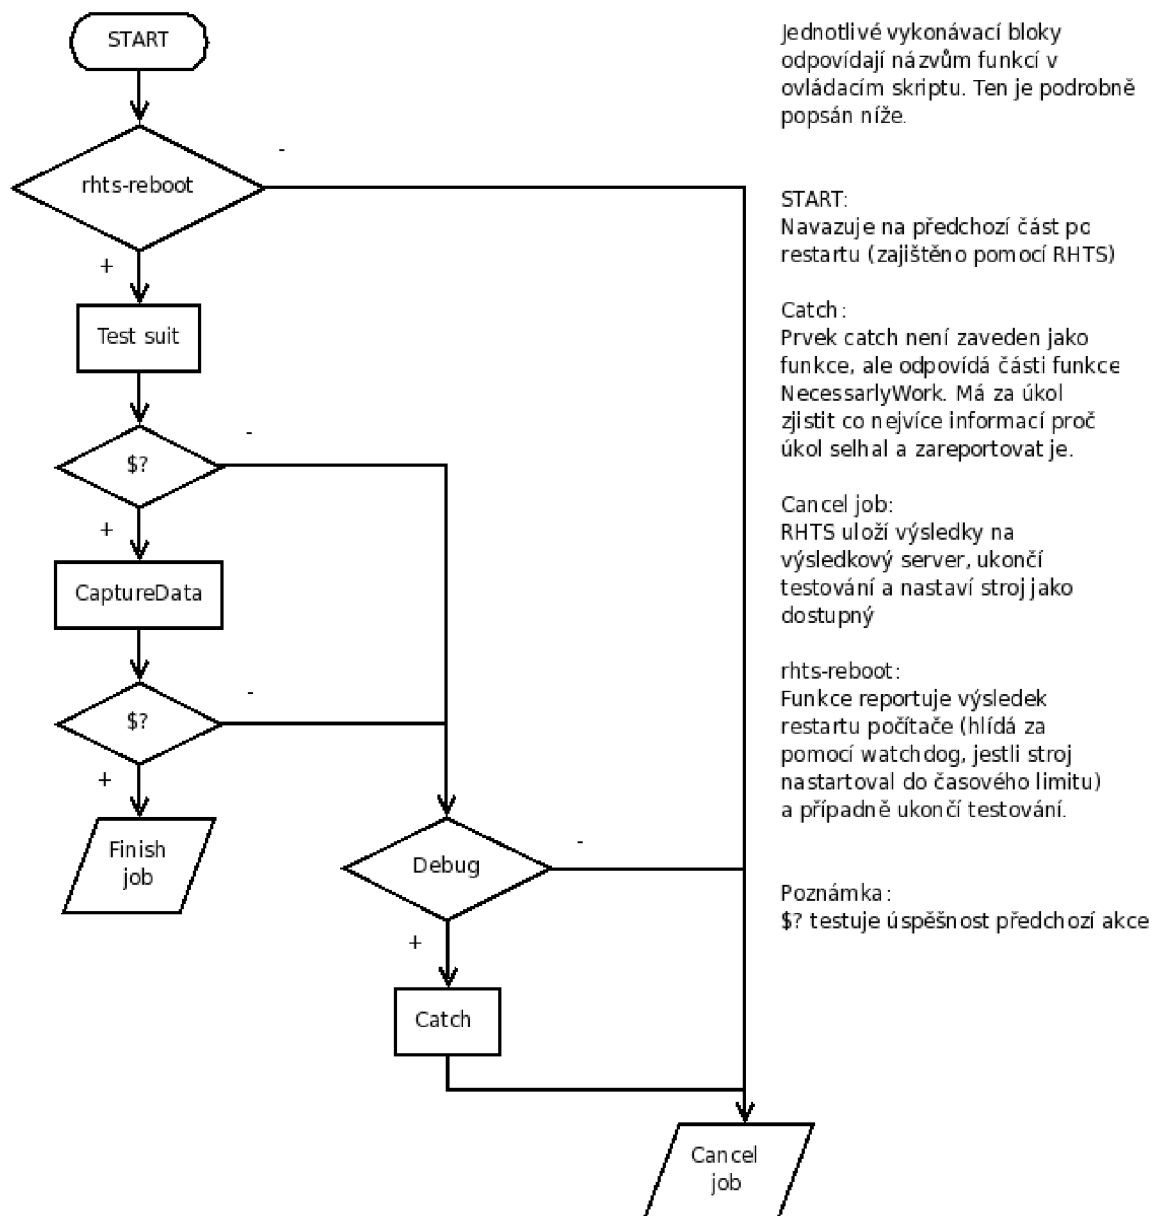 START
rhts-reboot
-
+
Test suit
$?
-
+
CaptureData
$?
-
+
Finish
job
Debug
-
+
Catch
Cancel
job
Jednotlivé vykonávací bloky
odpovídají názvům funkcí v
ovládacím skriptu. Ten je podrobně
popsán níže.
START:
Navazuje na předchozí část po
restartu (zajištěno pomocí RHTS)
Catch:
Prvek catch není zaveden jako
funkce, ale odpovídá části funkce
NecessarlyWork. Má za úkol
zjistit co nejvíce informací proč
úkol selhal a zareportovat je.
Cancel job:
RHTS uloží výsledky na
výsledkový server, ukončí
testování a nastaví stroj jako
dostupný
rhts-reboot:
Funkce reportuje výsledek
restartu počítače (hlídá za
pomocí watchdog, jestli stroj
nastartoval do časového limitu)
a případně ukončí testování.
Poznámka:
$? testuje úspěšnost předchozí akce